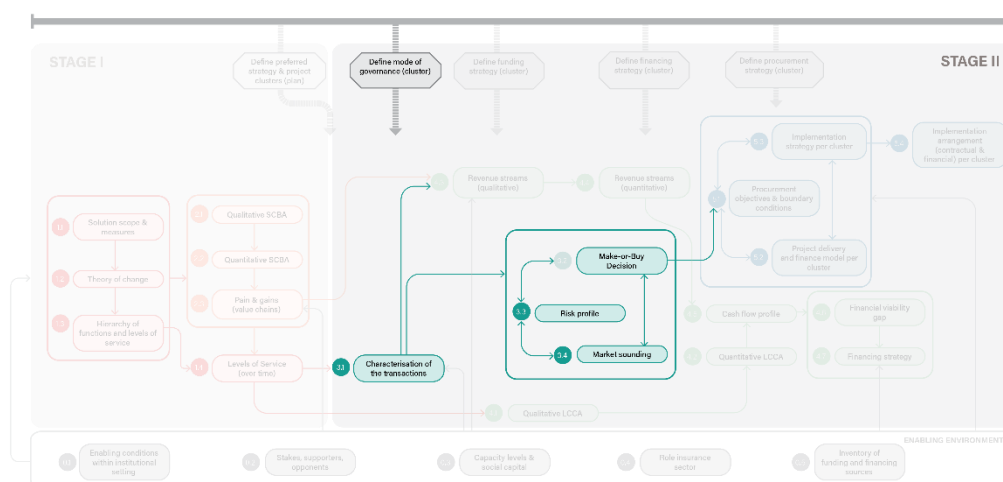 STAGE I
Define preferred
strategy & project
clusters (plan)
Define mode of
governance (cluster)
Define funding
strategy (cluster)
Define financing
strategy (cluster)
Define procurement
strategy (cluster)
STAGE II
Solution scope &
measures
Theory of change
Hierarchy of
functions and levels of
service
Qualitative SCBA
Quantitative SCBA
Pain & gains
(value chains)
Levels of Service
(over time)
3.1
Characterisation of
the transactions
Revenue streams
(qualitative)
Revenue streams
(quantitative)
Make-or-Buy
Decision
3.3
Risk profile
3.4
Market sounding
Implementation
strategy per cluster
Procurement
objectives & boundary
conditions
Project delivery
and finance model per
cluster
Implementation
arrangement
(contractual &
financial) per cluster
Cash flow profile
Quantitative LCCA
Qualitative LCCA
Financial viability
gap
Financing strategy
ENABLING ENVIRONMENT
Enabling conditions
within institutional
setting
Stakes, supporters,
opponents
Capacity levels &
social capital
Role insurance
sector
Inventory of
funding and financing
sources